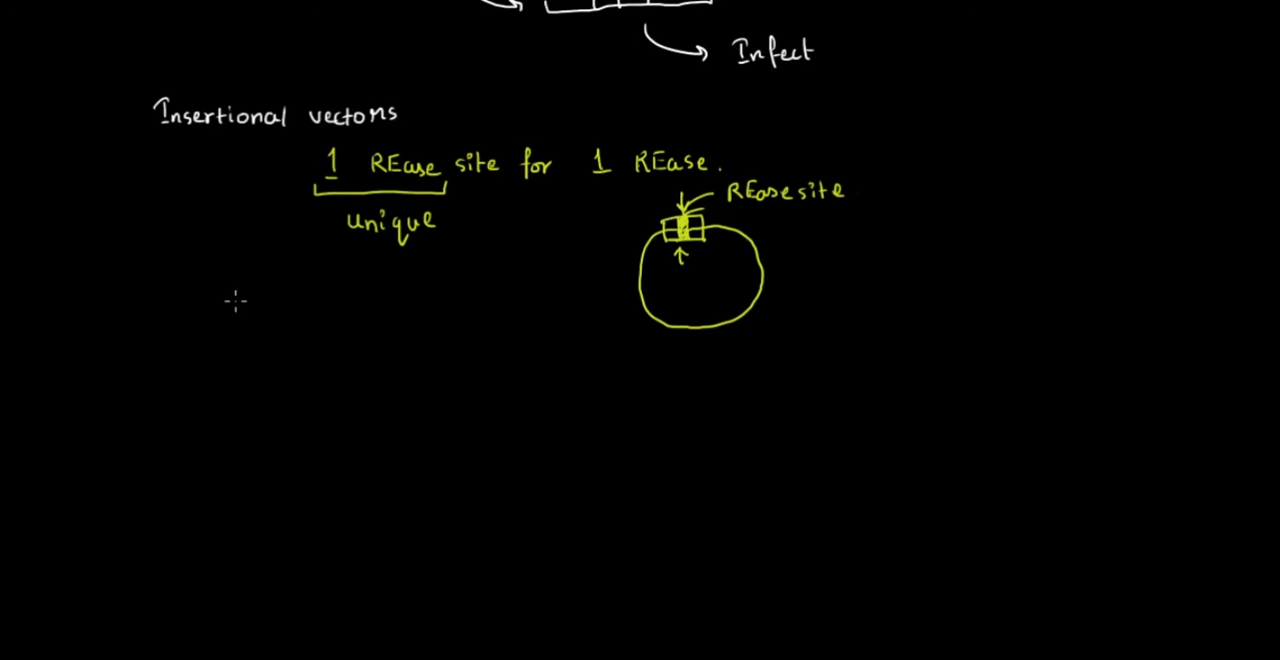 Infect
Insertional vectors
1 REase site for 1 REase.
REase site
unique